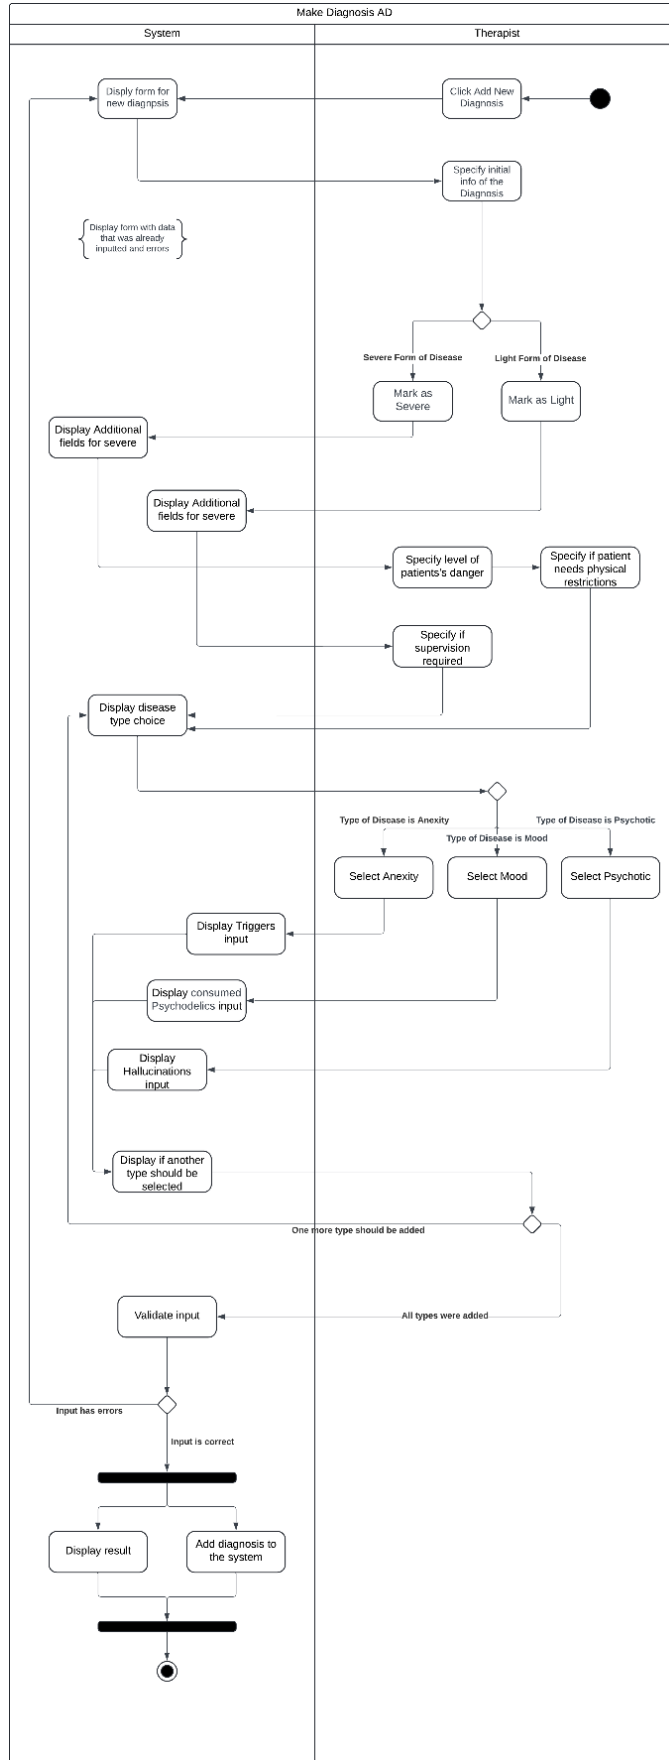 Make Diagnosis AD
System
Therapist
Disply form for
new diagnpsis
Click Add New
Diagnosis
Specify initial
info of the
Diagnosis
Display form with data
that was already
inputted and errors
Severe Form of Disease
Light Form of Disease
Mark as
Severe
Mark as Light
Display Additional
fields for severe
Display Additional
fields for severe
Specify level of
patients's danger
Specify if patient
needs physical
restrictions
Specify if
supervision
required
Display disease
type choice
Type of Disease is Anexity
Type of Disease is Psychotic
Type of Disease is Mood
Select Anexity
Select Mood
Select Psychotic
Display Triggers
input
Display consumed
Psychodelics input
Display
Hallucinations
input
Display if another
type should be
selected
One more type should be added
Validate input
All types were added
Input has errors
Input is correct
Display result
Add diagnosis to
the system